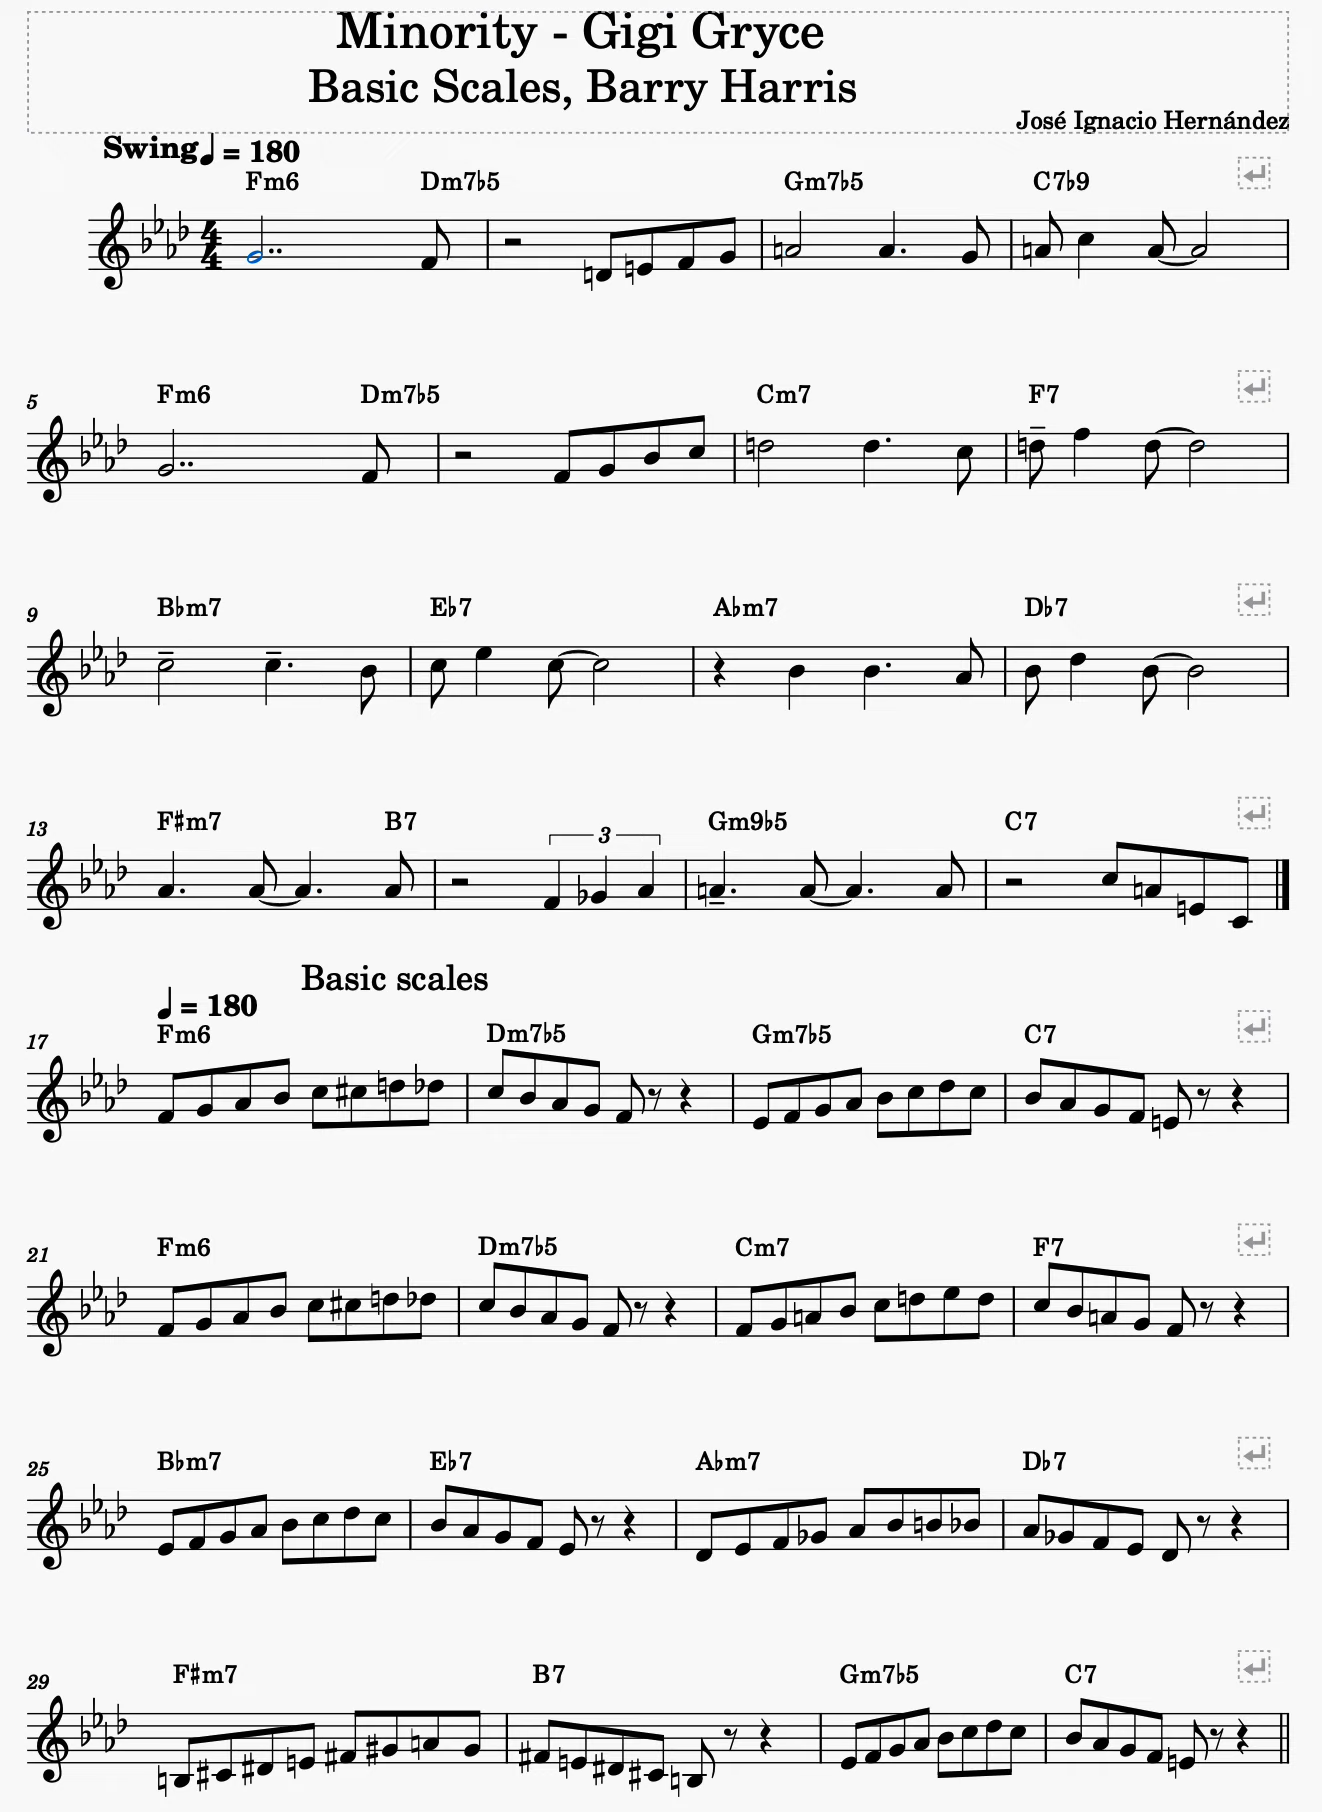 Minority - Gigi Gryce
Basic Scales, Barry Harris
José Ignacio Hernández
Swing♩ = 180
Fm6 Dm7♭5 Gm7♭5 C7♭9
4
4
5 Fm6 Dm7♭5 Cm7 F7
9 B♭m7 E♭7 A♭m7 D♭7
13 F♯m7 B7 Gm9♭5 C7
3
Basic scales
♩ = 180
17 Fm6 Dm7♭5 Gm7♭5 C7
21 Fm6 Dm7♭5 Cm7 F7
25 B♭m7 E♭7 A♭m7 D♭7
29 F♯m7 B7 Gm7♭5 C7